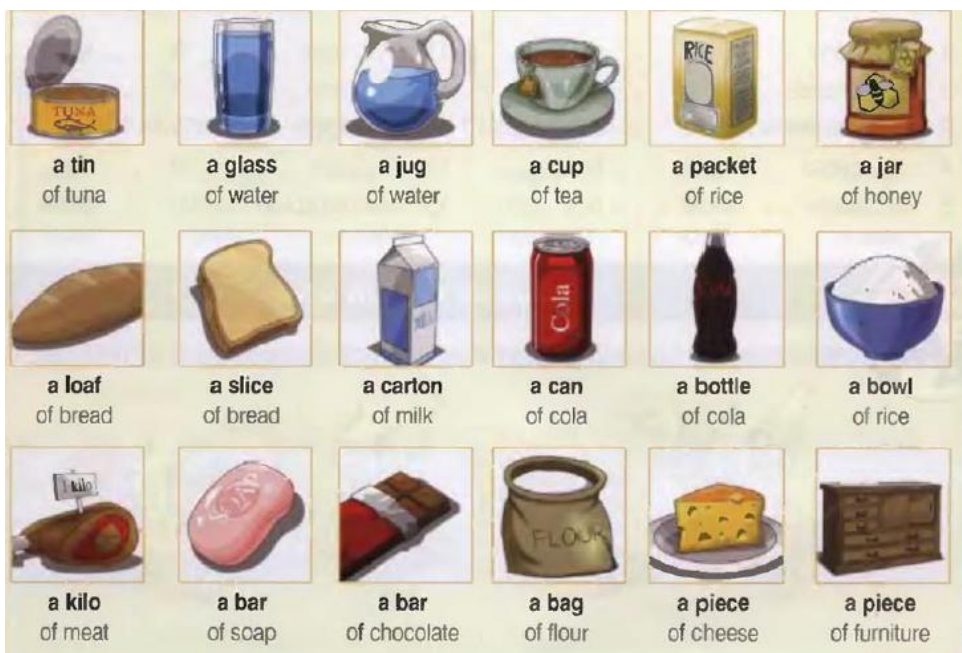 TUNA
RICE
a tin a glass a jug a cup a packet a jar
of tuna of water of water of tea of rice of honey
Cola
a loaf a slice a carton a can a bottle a bowl
of bread of bread of milk of cola of cola of rice
kilo
FLOUR
a kilo a bar a bar a bag a piece a piece
of meat of soap of chocolate of flour of cheese of furniture